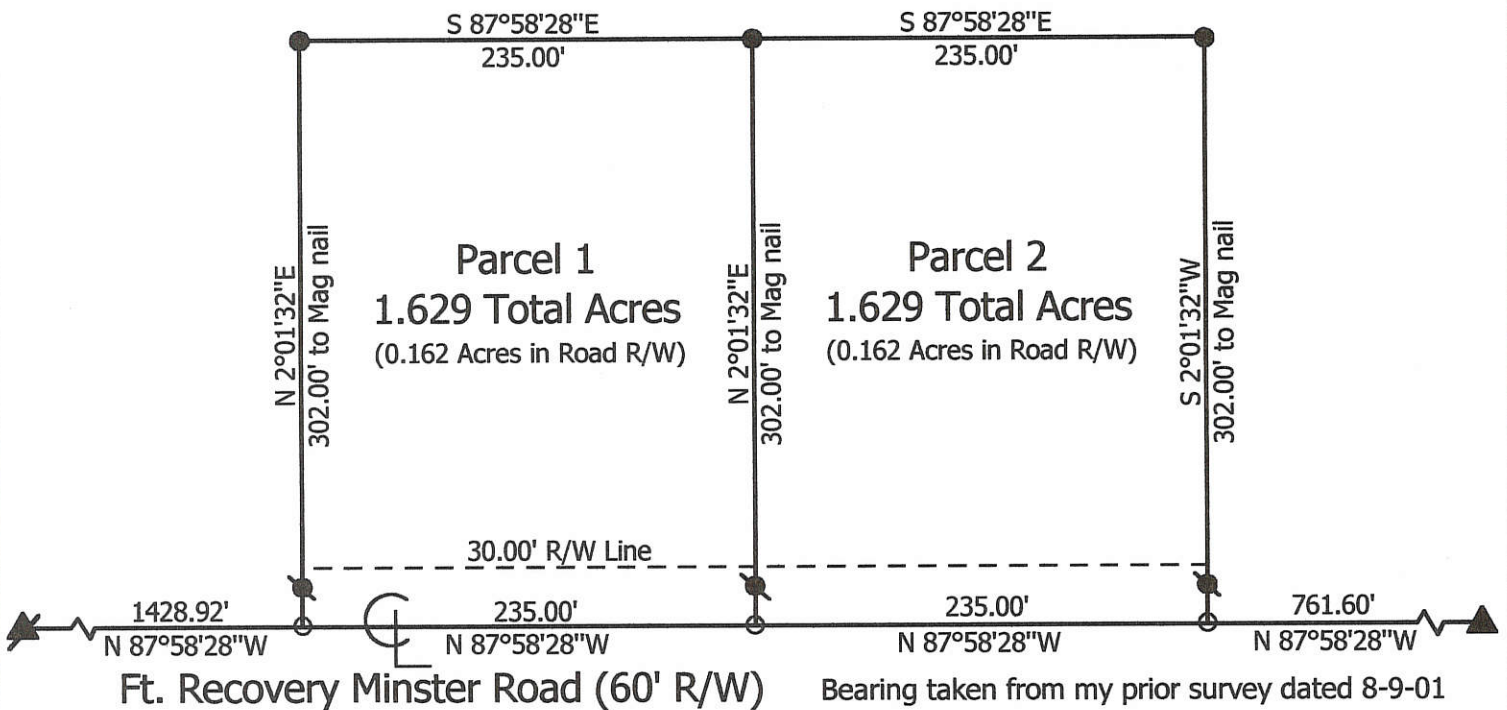 S 87°58'28"E
235.00'
S 87°58'28"E
235.00'
N 2°01'32"E
302.00' to Mag nail
Parcel 1
1.629 Total Acres
(0.162 Acres in Road R/W)
N 2°01'32"E
302.00' to Mag nail
Parcel 2
1.629 Total Acres
(0.162 Acres in Road R/W)
S 2°01'32"W
302.00' to Mag nail
30.00' R/W Line
1428.92'
N 87°58'28"W
CL
235.00'
N 87°58'28"W
235.00'
N 87°58'28"W
761.60'
N 87°58'28"W
Ft. Recovery Minster Road (60' R/W)
Bearing taken from my prior survey dated 8-9-01